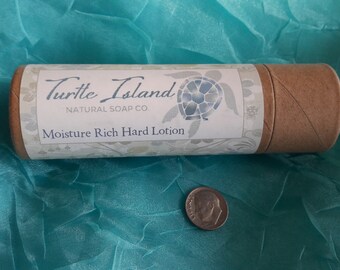 Turtle Island
NATURAL SOAP CO.
Moisture Rich Hard Lotion